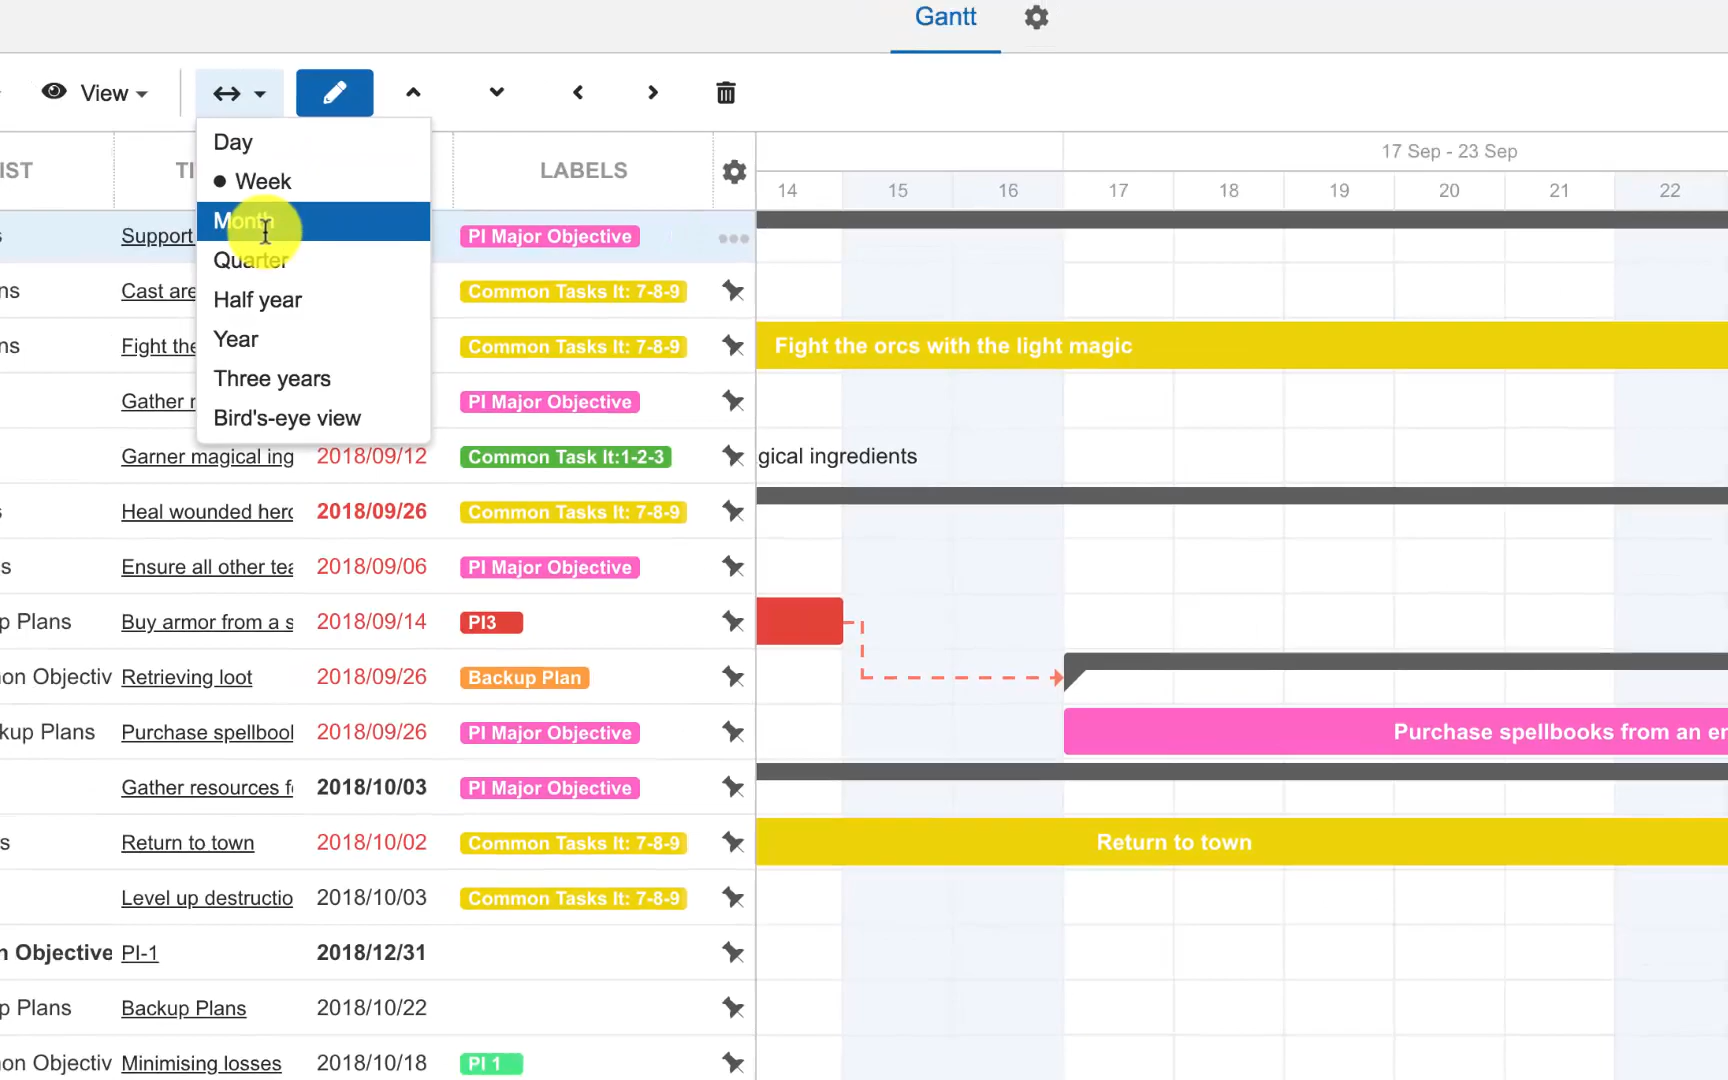 Gantt
View
Day
Week
Month
Quarter
Half year
Year
Three years
Bird's-eye view
IST
TI
LABELS
17 Sep - 23 Sep
14 15 16 17 18 19 20 21 22
s Support PI Major Objective
ns Cast are Common Tasks It: 7-8-9
ns Fight the Common Tasks It: 7-8-9 Fight the orcs with the light magic
Gather r PI Major Objective
Garner magical ing 2018/09/12 Common Task It:1-2-3 gical ingredients
s Heal wounded herc 2018/09/26 Common Tasks It: 7-8-9
s Ensure all other tea 2018/09/06 PI Major Objective
p Plans Buy armor from a s 2018/09/14 PI3
on Objectiv Retrieving loot 2018/09/26 Backup Plan
kup Plans Purchase spellbool 2018/09/26 PI Major Objective Purchase spellbooks from an er
Gather resources fo 2018/10/03 PI Major Objective
s Return to town 2018/10/02 Common Tasks It: 7-8-9 Return to town
Level up destructio 2018/10/03 Common Tasks It: 7-8-9
n Objective PI-1 2018/12/31
p Plans Backup Plans 2018/10/22
on Objectiv Minimising losses 2018/10/18 PI 1